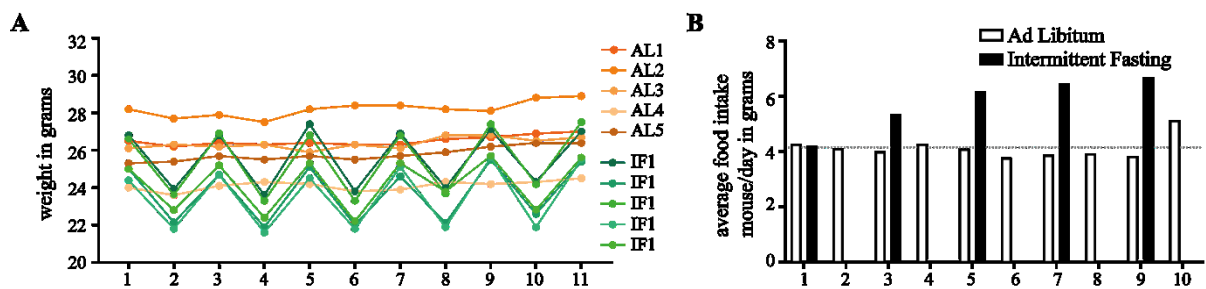 A
weight in grams
32
30
28
26
24
22
20
1 2 3 4 5 6 7 8 9 10 11
AL1
AL2
AL3
AL4
AL5
IF1
IF1
IF1
IF1
IF1
B
average food intake
mouse/day in grams
8
6
4
2
0
1 2 3 4 5 6 7 8 9 10
Ad Libitum
Intermittent Fasting